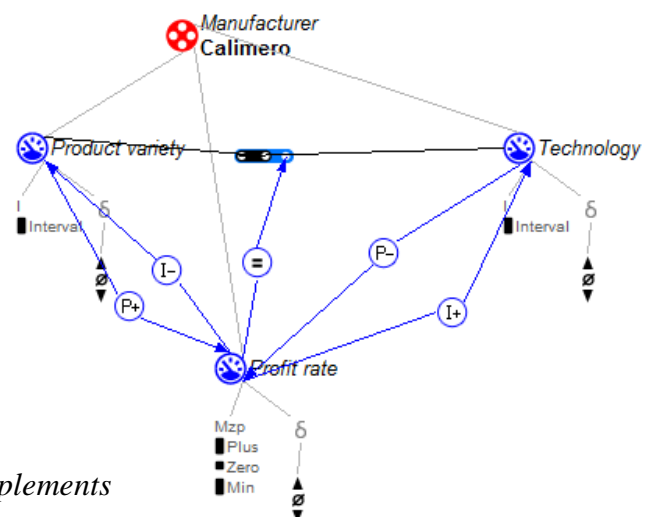 Manufacturer
Calimero
Product variety
Technology
I
Interval
δ
ø
I
Interval
δ
ø
=
I-
P-
P+
I+
Profit rate
Mzp
Plus
Zero
Min
δ
ø
plements